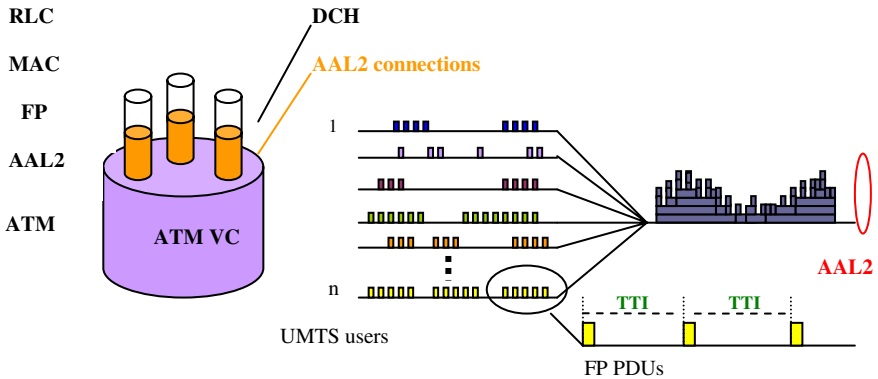 RLC
MAC
FP
AAL2
ATM
DCH
AAL2 connections
ATM VC
1
n
UMTS users
AAL2
TTI TTI
FP PDUs